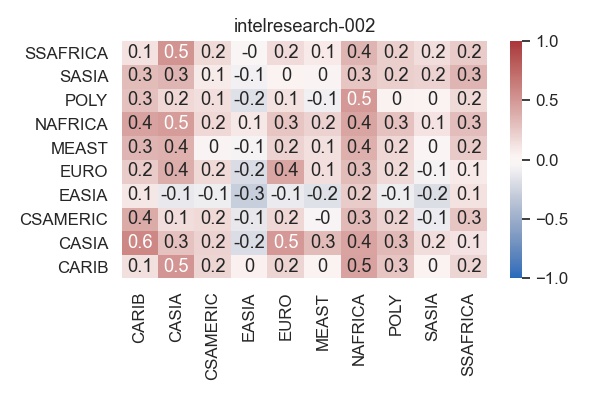 intelresearch-002
SSAFRICA 0.1 0.5 0.2 -0 0.2 0.1 0.4 0.2 0.2 0.2
SASIA 0.3 0.3 0.1 -0.1 0 0 0.3 0.2 0.2 0.3
POLY 0.3 0.2 0.1 -0.2 0.1 -0.1 0.5 0 0 0.2
NAFRICA 0.4 0.5 0.2 0.1 0.3 0.2 0.4 0.3 0.1 0.3
MEAST 0.3 0.4 0 -0.1 0.2 0.1 0.4 0.2 0 0.2
EURO 0.2 0.4 0.2 -0.2 0.4 0.1 0.3 0.2 -0.1 0.1
EASIA 0.1 -0.1 -0.1 -0.3 -0.1 -0.2 0.2 -0.1 -0.2 0.1
CSAMERIC 0.4 0.1 0.2 -0.1 0.2 -0 0.3 0.2 -0.1 0.3
CASIA 0.6 0.3 0.2 -0.2 0.5 0.3 0.4 0.3 0.2 0.1
CARIB 0.1 0.5 0.2 0 0.2 0 0.5 0.3 0 0.2
CARIB CASIA CSAMERIC EASIA EURO MEAST NAFRICA POLY SASIA SSAFRICA
1.0
0.5
0.0
−0.5
−1.0